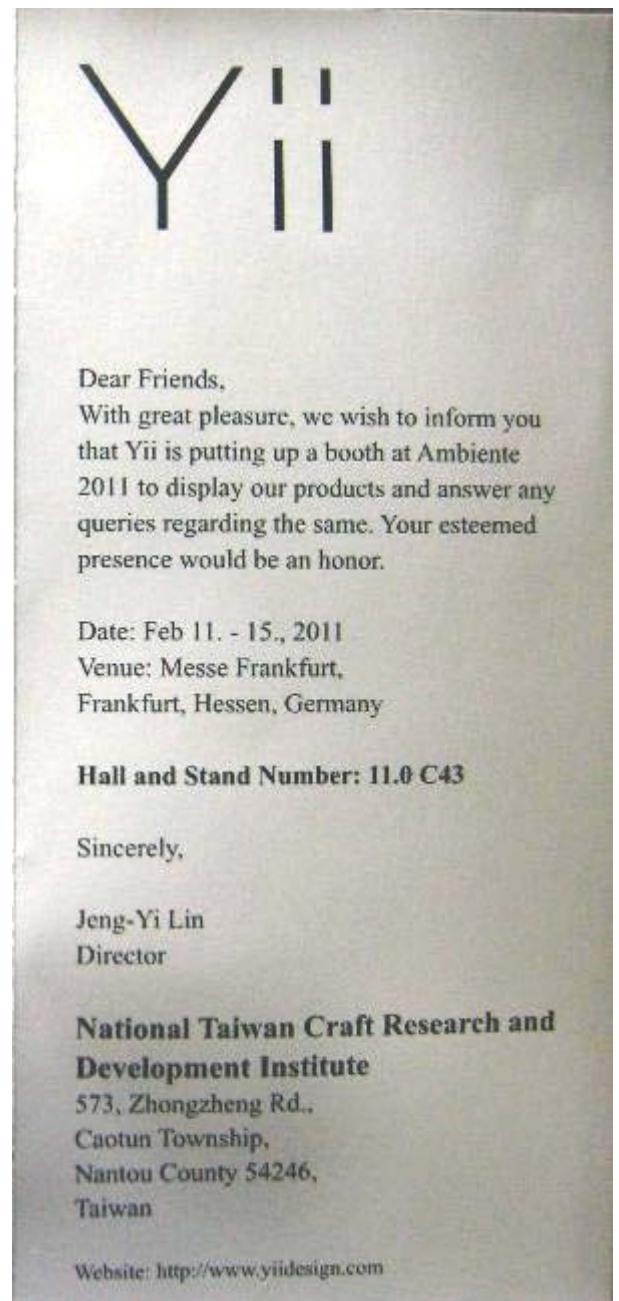 Yii
Dear Friends,
With great pleasure, we wish to inform you
that Yii is putting up a booth at Ambiente
2011 to display our products and answer any
queries regarding the same. Your esteemed
presence would be an honor.
Date: Feb 11. - 15., 2011
Venue: Messe Frankfurt,
Frankfurt, Hessen, Germany
Hall and Stand Number: 11.0 C43
Sincerely,
Jeng-Yi Lin
Director
National Taiwan Craft Research and
Development Institute
573, Zhongzheng Rd.,
Caotun Township,
Nantou County 54246,
Taiwan
Website: http://www.yiidesign.com